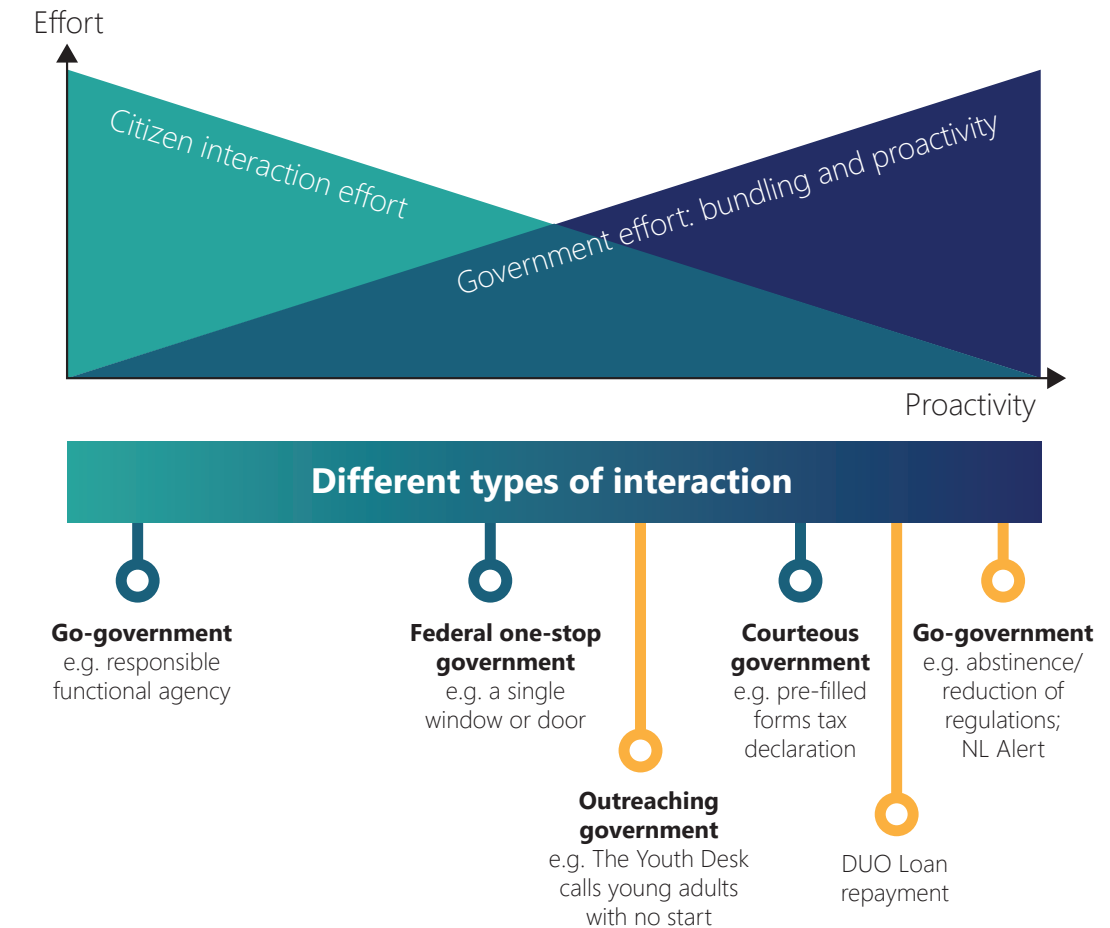 Effort
Citizen interaction effort
Government effort: bundling and proactivity
Proactivity
Different types of interaction
Go-government
e.g. responsible
functional agency
Federal one-stop
government
e.g. a single
window or door
Outreaching
government
e.g. The Youth Desk
calls young adults
with no start
Courteous
government
e.g. pre-filled
forms tax
declaration
DUO Loan
repayment
Go-government
e.g. abstinence/
reduction of
regulations;
NL Alert